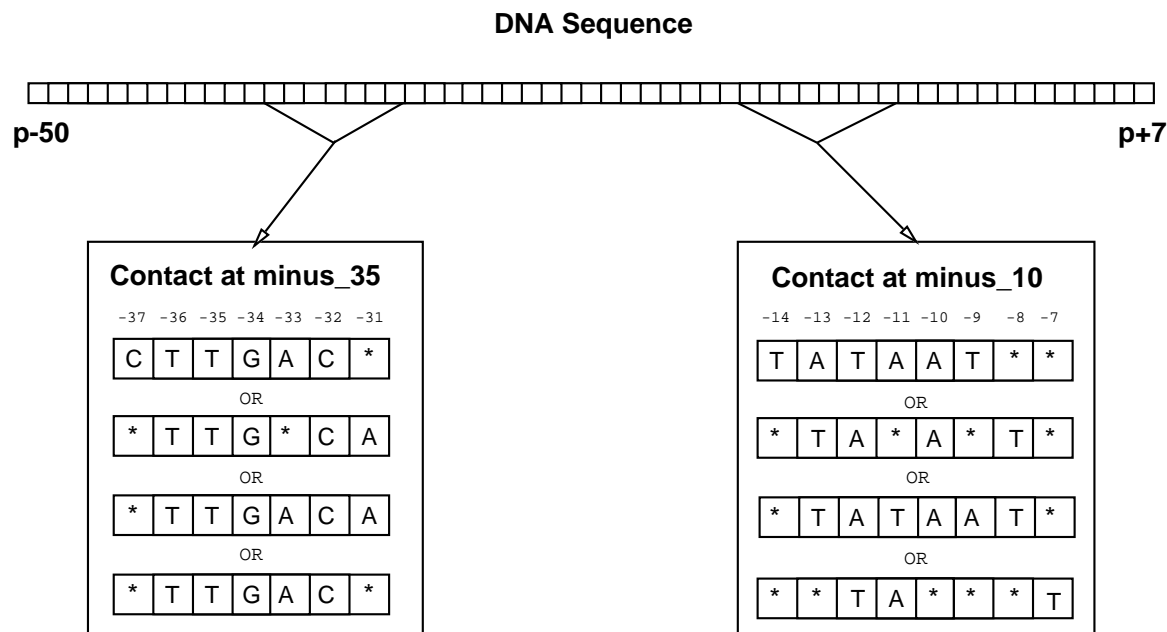 DNA Sequence
p-50
p+7
Contact at minus_35
-37 -36 -35 -34 -33 -32 -31
C T T G A C *
OR
* T T G * C A
OR
* T T G A C A
OR
* T T G A C *
Contact at minus_10
-14 -13 -12 -11 -10 -9 -8 -7
T A T A A T * *
OR
* T A * A * T *
OR
* T A T A A T *
OR
* * T A * * * T